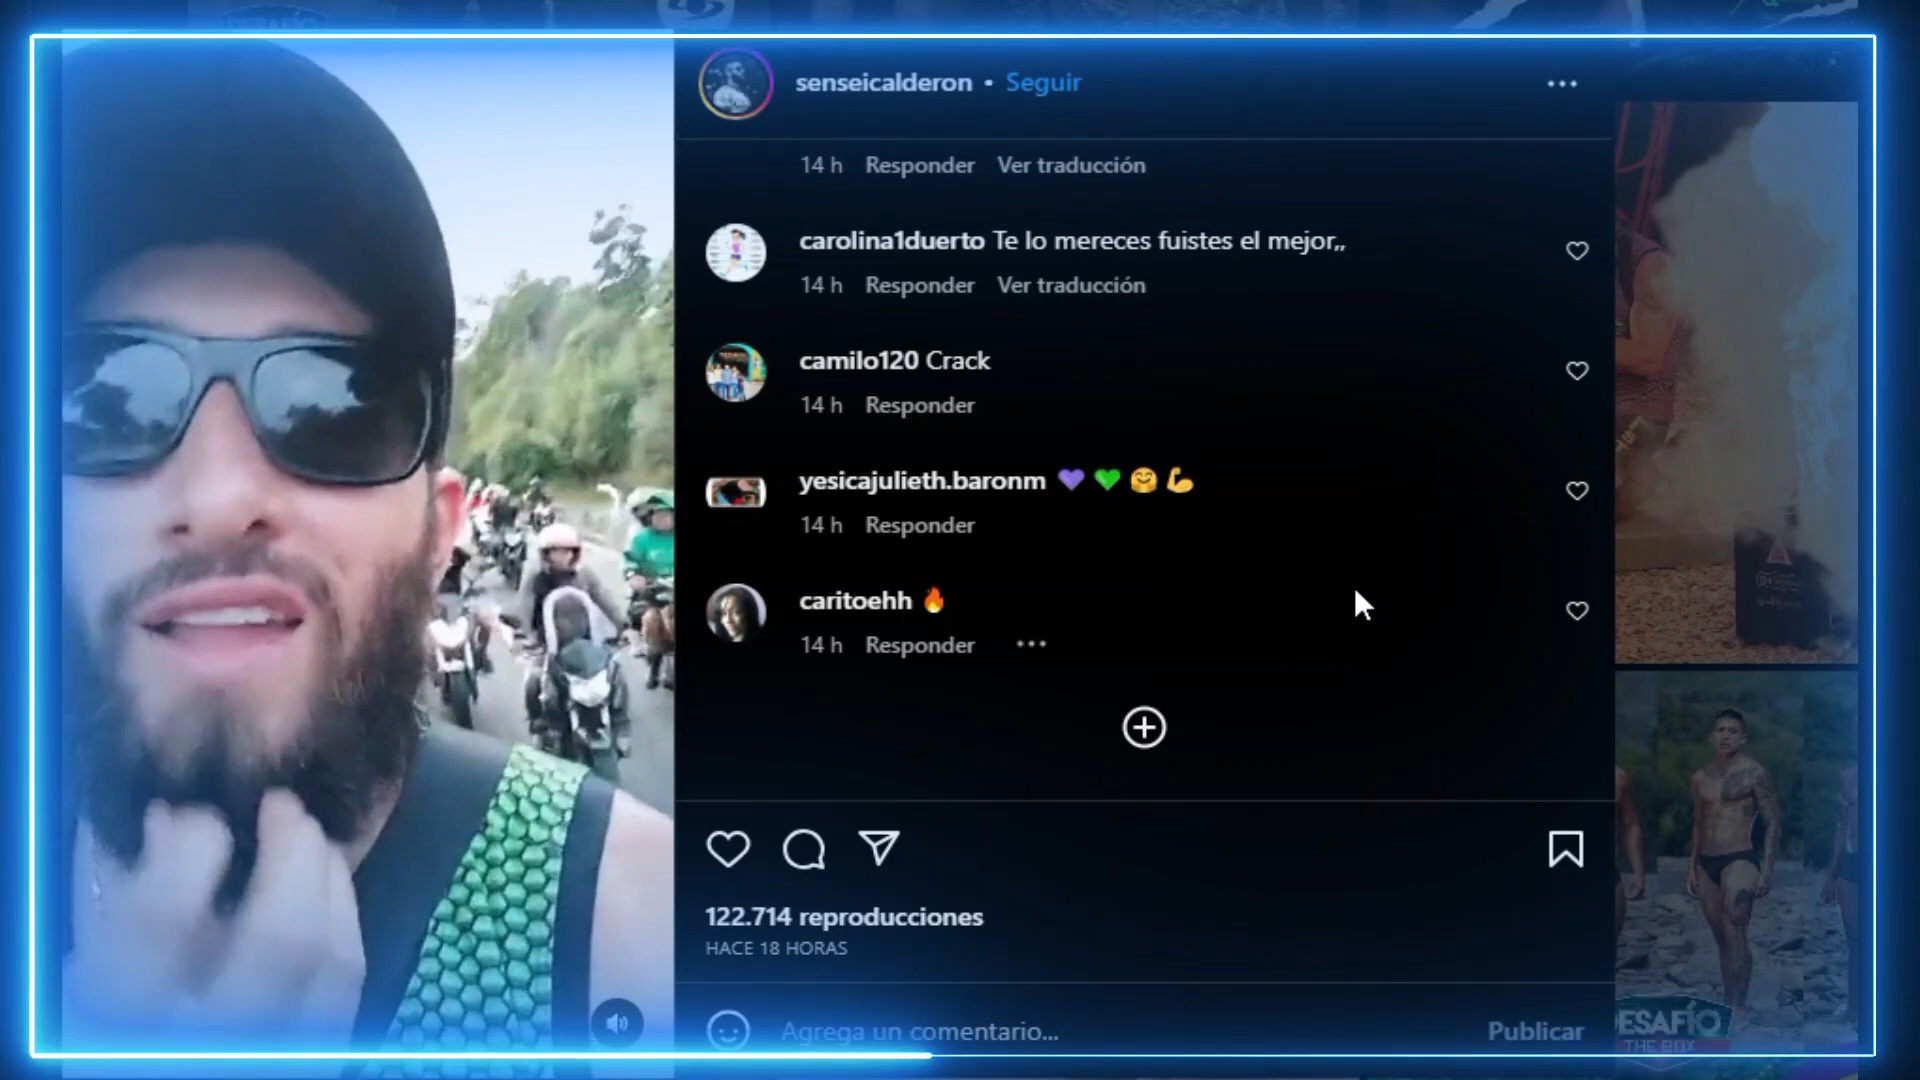 senseicalderon • Seguir
14 h Responder Ver traducción
carolina1duerto Te lo mereces fuistes el mejor,,
14 h Responder Ver traducción
camilo120 Crack
14 h Responder
yesicajulieth.baronm 💜 💚 🤗 💪
14 h Responder
caritoehh 🔥
14 h Responder
122.714 reproducciones
HACE 18 HORAS
Agrega un comentario...
Publicar
DESAFÍO
THE BOX